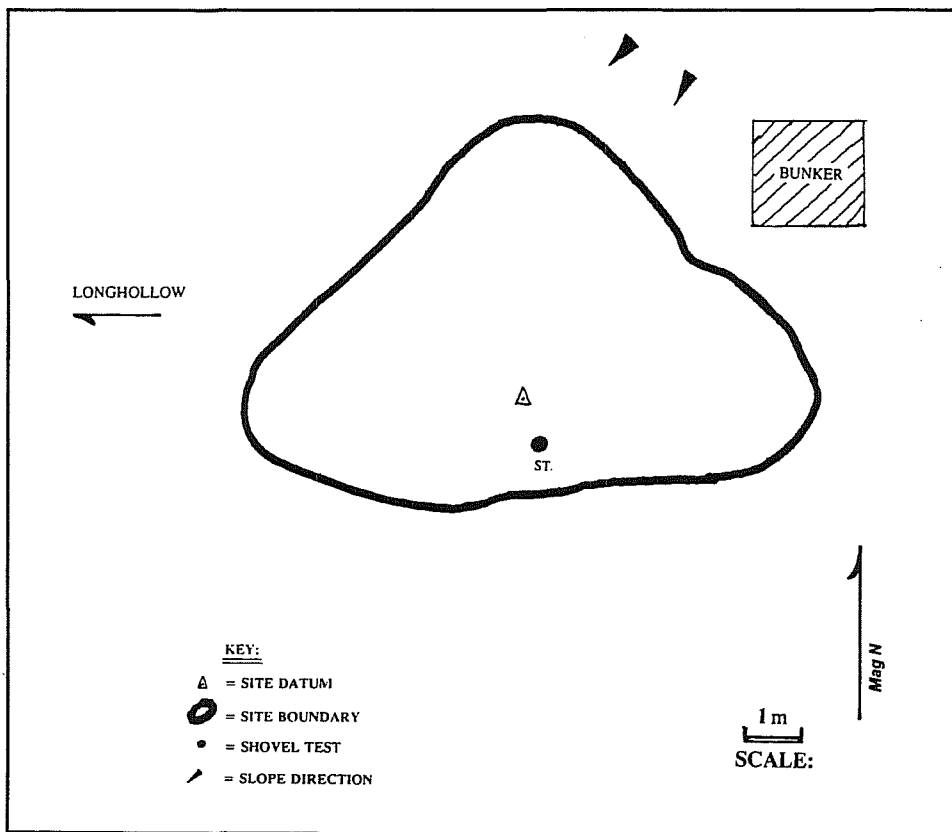 BUNKER
LONGHOLLOW
ST.
KEY:
= SITE DATUM
= SITE BOUNDARY
= SHOVEL TEST
= SLOPE DIRECTION
Mag N
1 m
SCALE: